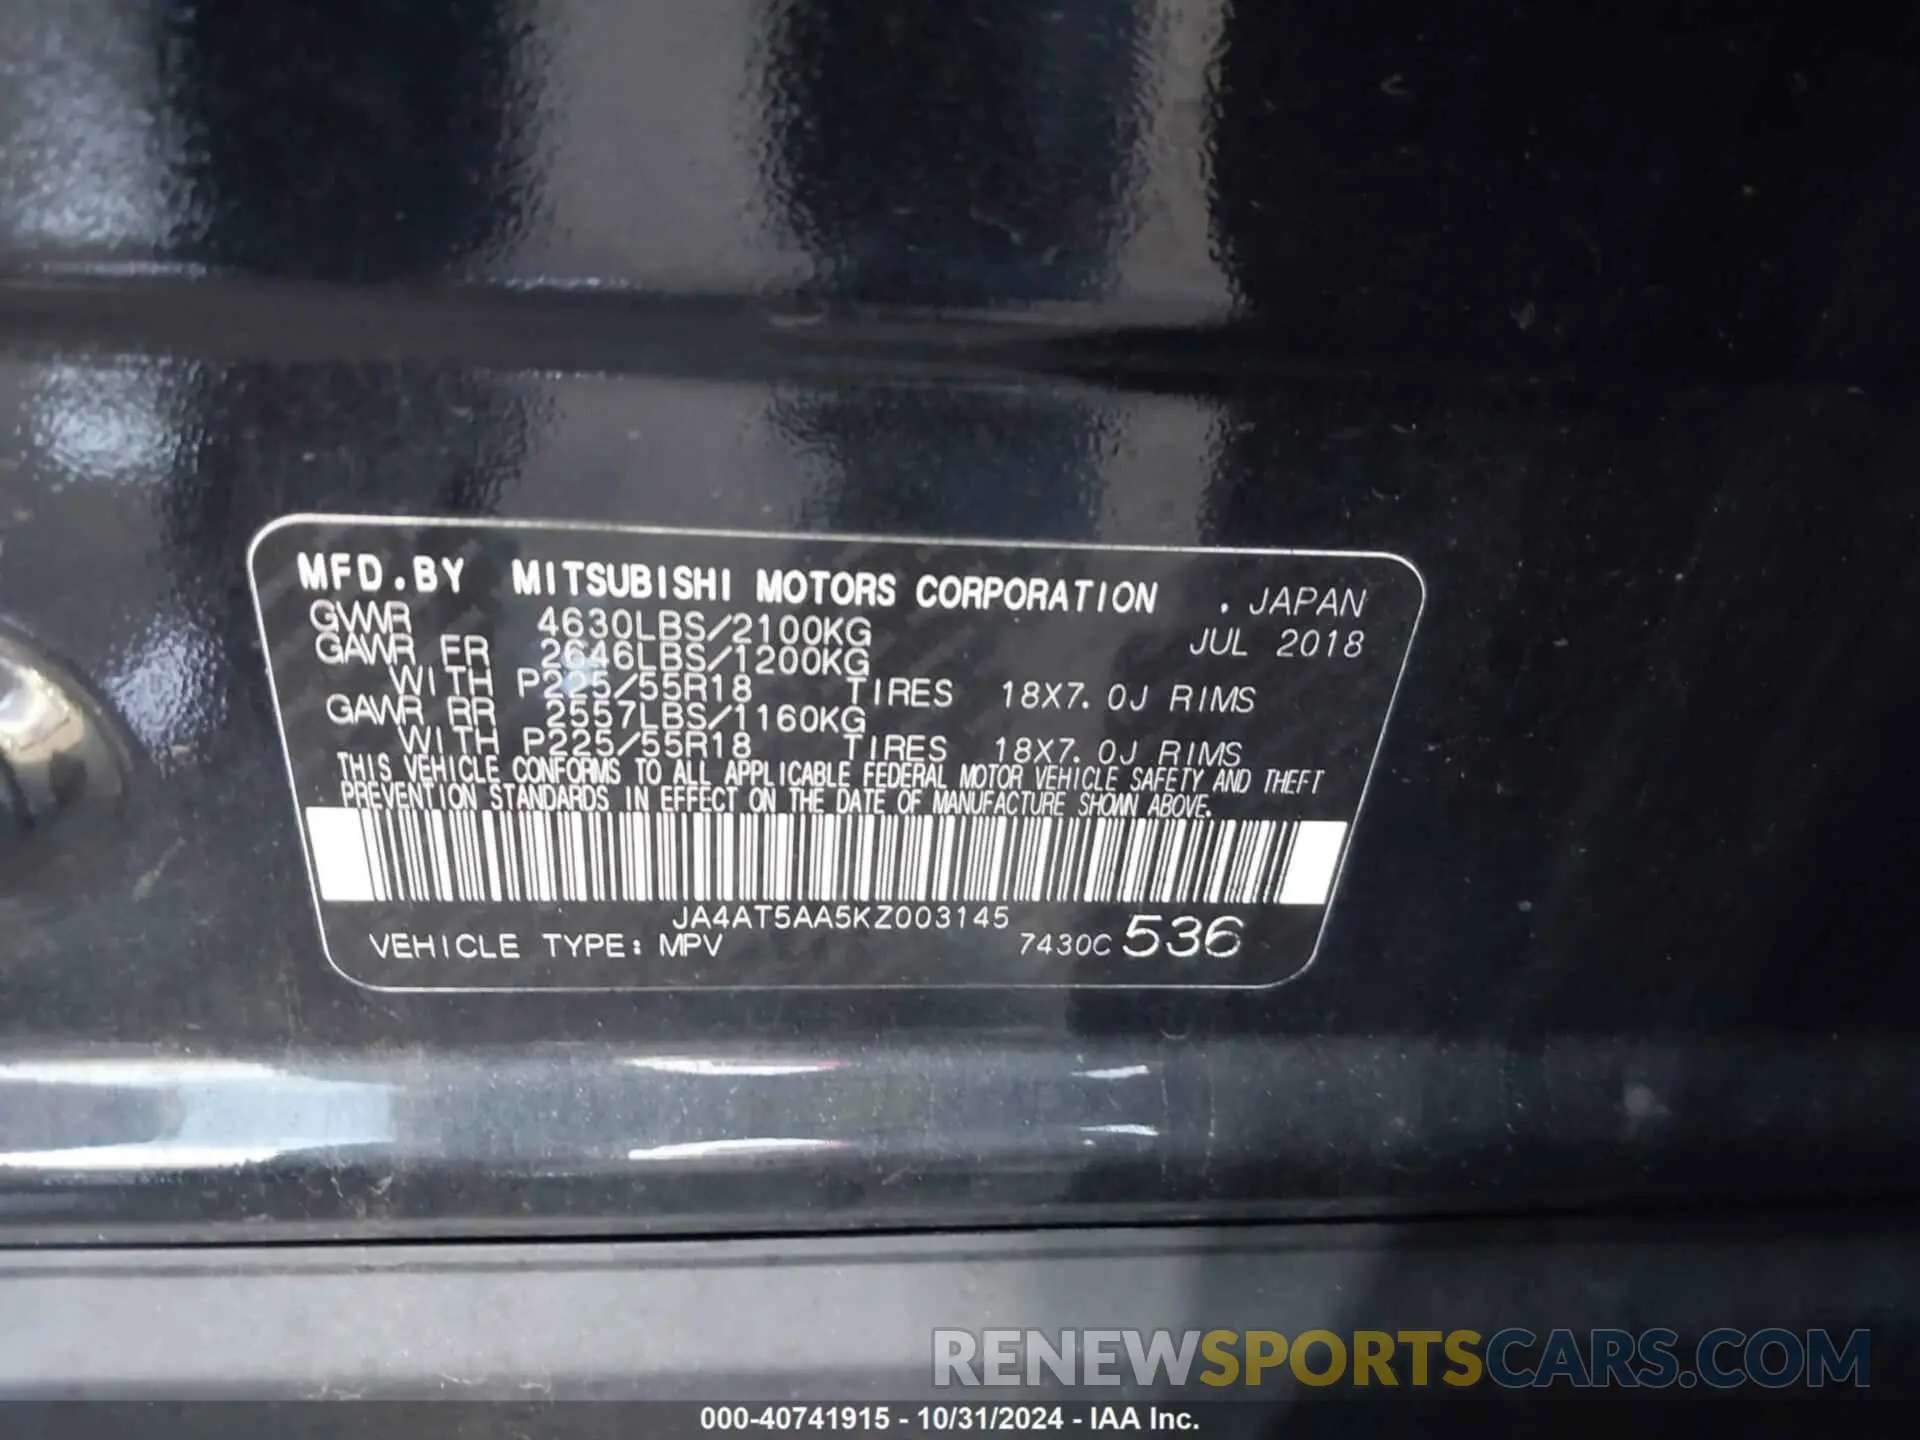 MFD.BY MITSUBISHI MOTORS CORPORATION . JAPAN
GVWR 4630LBS/2100KG JUL 2018
GAWR FR 2646LBS/1200KG
WITH P225/55R18 TIRES 18X7.0J RIMS
GAWR RR 2557LBS/1160KG
WITH P225/55R18 TIRES 18X7.0J RIMS
THIS VEHICLE CONFORMS TO ALL APPLICABLE FEDERAL MOTOR VEHICLE SAFETY AND THEFT
PREVENTION STANDARDS IN EFFECT ON THE DATE OF MANUFACTURE SHOWN ABOVE.
JA4AT5AA5KZ003145
VEHICLE TYPE: MPV 7430C 536
RENEWSPORTSCARS.COM
000-40741915 - 10/31/2024 - IAA Inc.